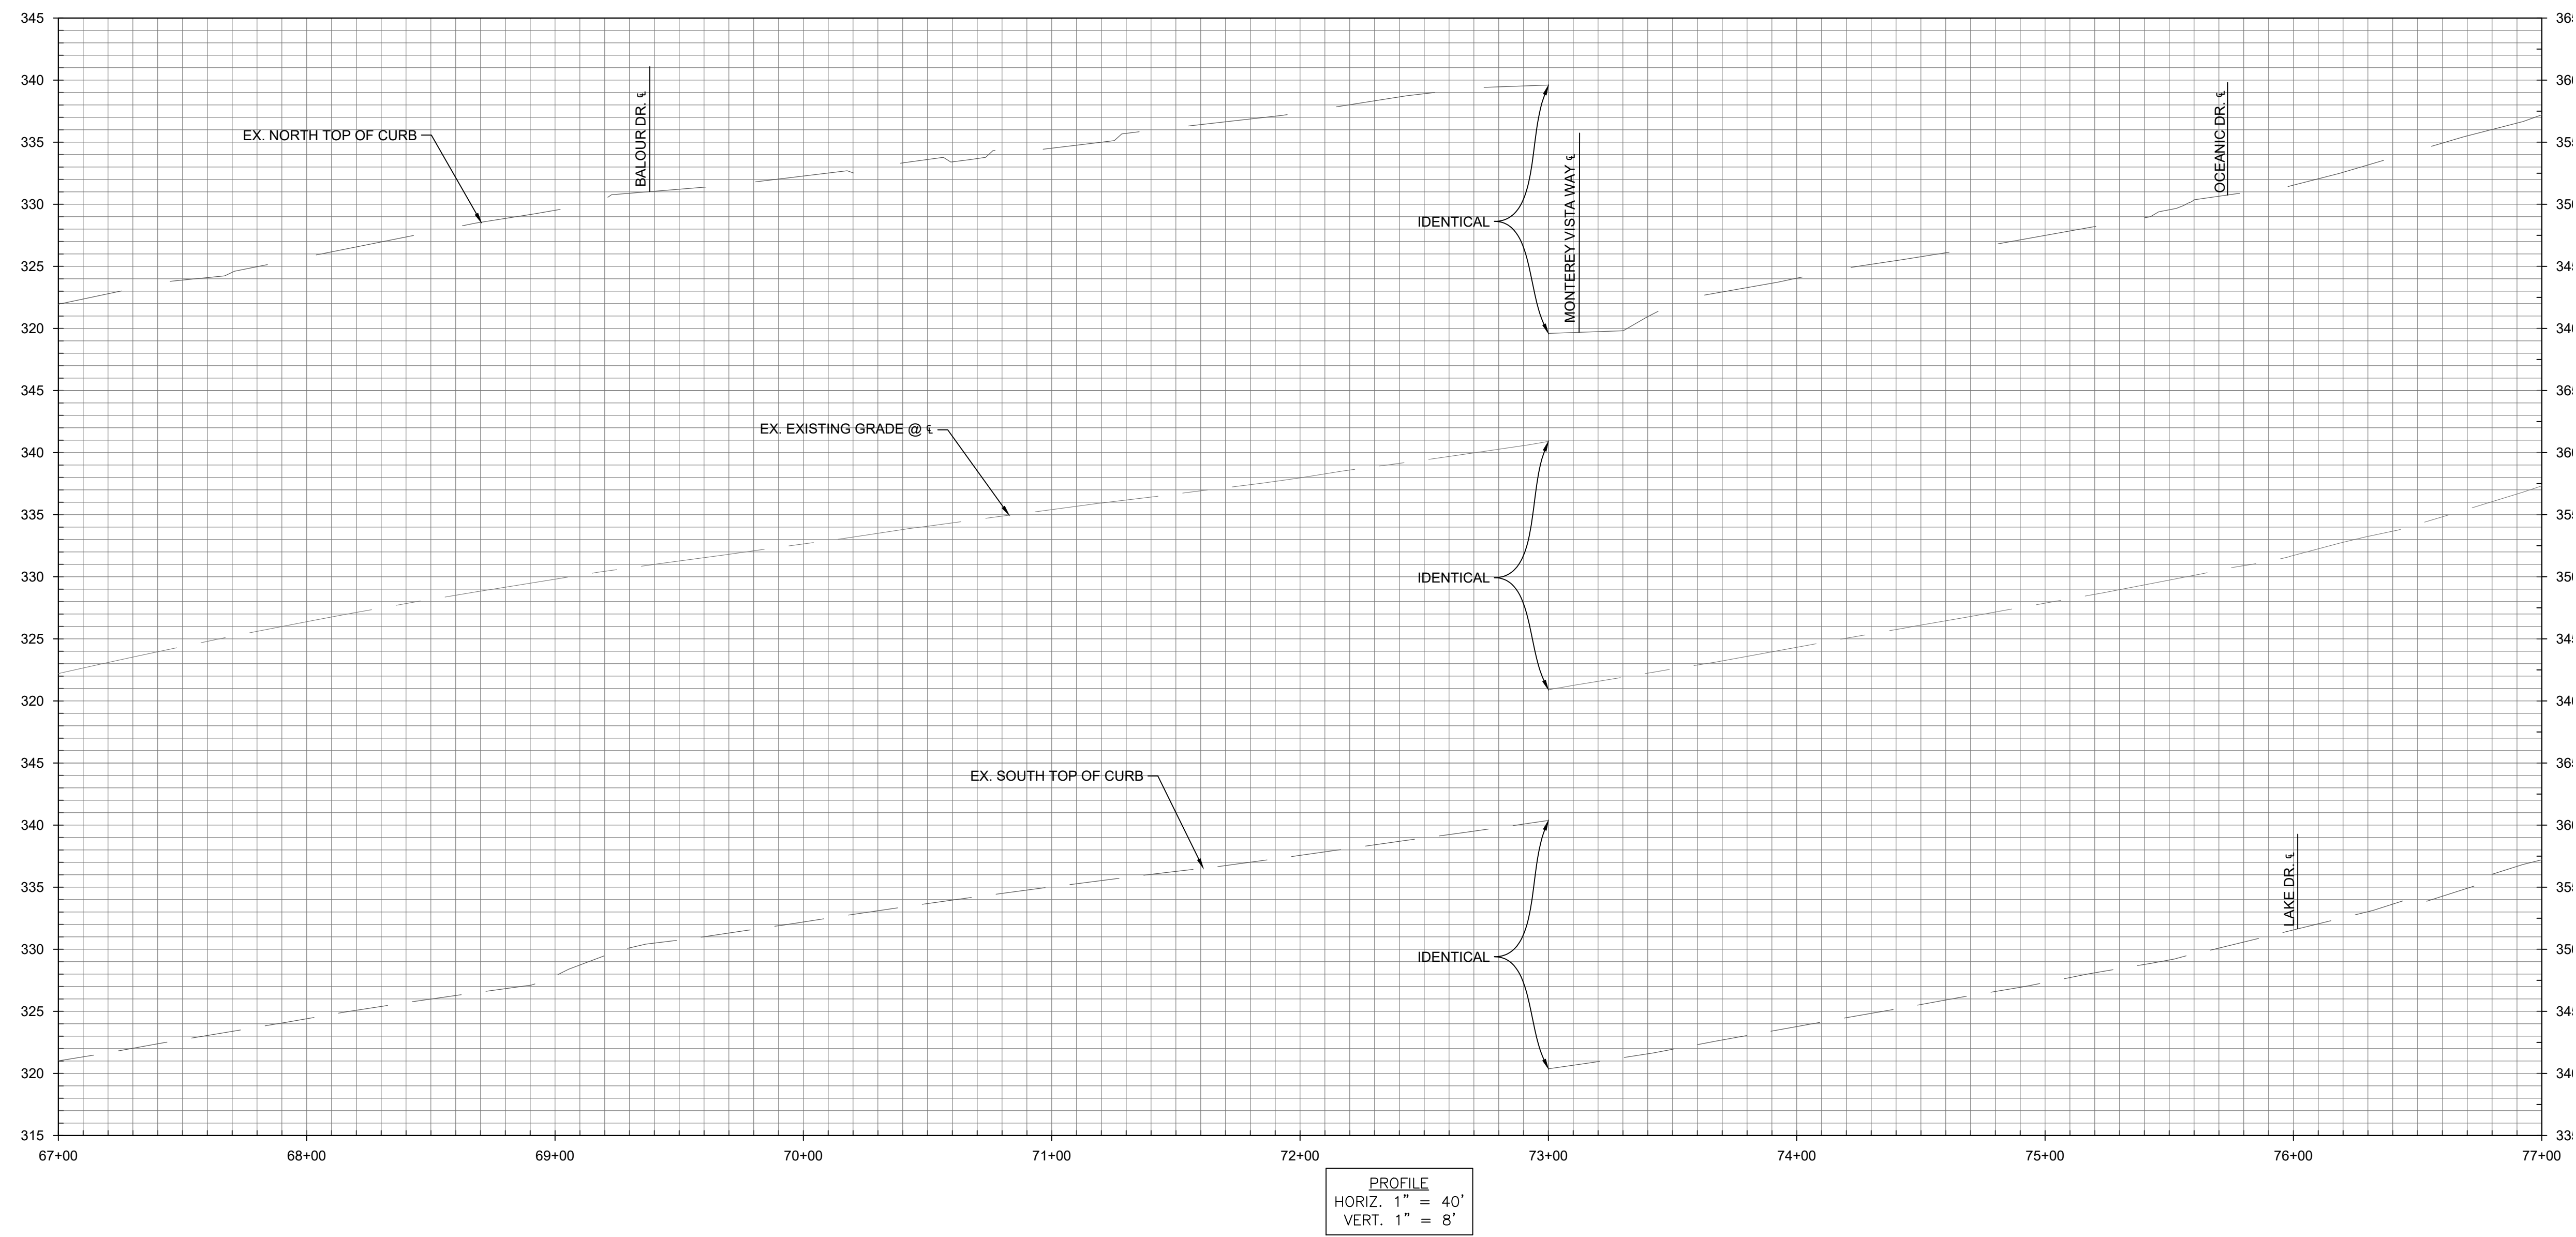 345
340
BALOUR DR. ℄
OCEANIC DR. ℄
335
EX. NORTH TOP OF CURB
330
IDENTICAL
MONTEREY VISTA WAY ℄
325
320
345
EX. EXISTING GRADE @ ℄
340
335
330
IDENTICAL
325
320
345
EX. SOUTH TOP OF CURB
340
335
LAKE DR. ℄
330
IDENTICAL
325
320
315
67+00
68+00
69+00
70+00
71+00
72+00
73+00
74+00
75+00
76+00
77+00
PROFILE
HORIZ. 1" = 40'
VERT. 1" = 8'